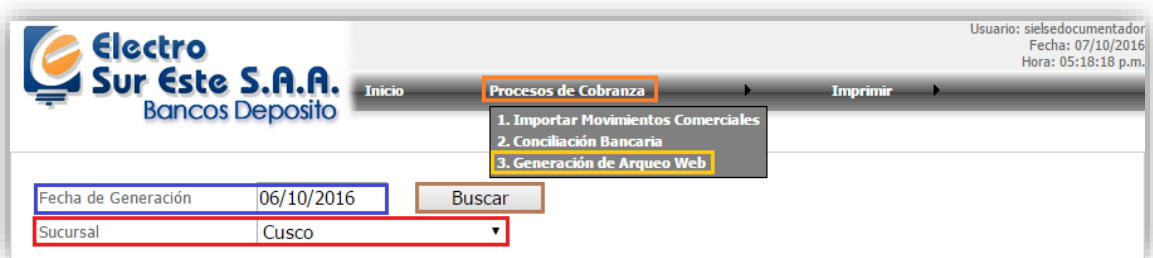 Usuario: sielsedocumentador
Fecha: 07/10/2016
Hora: 05:18:18 p.m.
Electro
Sur Este S.A.A.
Bancos Deposito
Inicio Procesos de Cobranza Imprimir
1. Importar Movimientos Comerciales
2. Conciliación Bancaria
3. Generación de Arqueo Web
Fecha de Generación 06/10/2016 Buscar
Sucursal Cusco